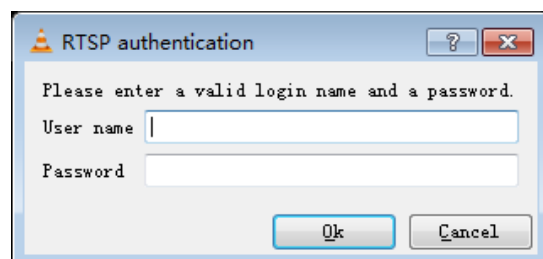 RTSP authentication
Please enter a valid login name and a password.
User name
Password
Ok
Cancel